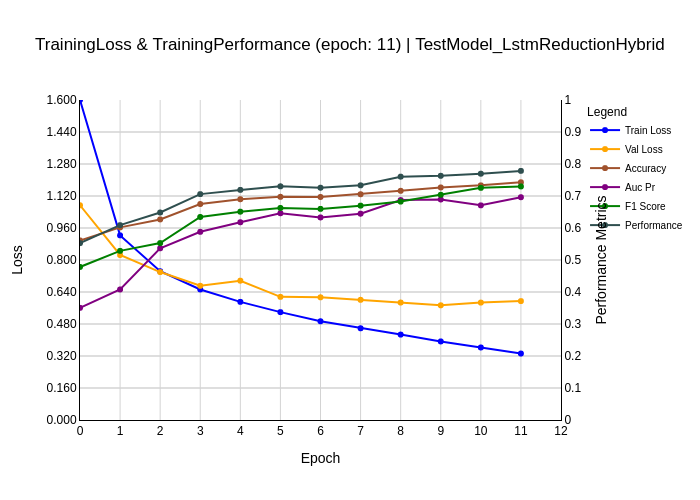 TrainingLoss & TrainingPerformance (epoch: 11) | TestModel_LstmReductionHybrid
1.600
1.440
1.280
1.120
0.960
0.800
0.640
0.480
0.320
0.160
0.000
Loss
0 1 2 3 4 5 6 7 8 9 10 11 12
Epoch
1
0.9
0.8
0.7
0.6
0.5
0.4
0.3
0.2
0.1
0
Performance Metrics
Legend
Train Loss
Val Loss
Accuracy
Auc Pr
F1 Score
Performance